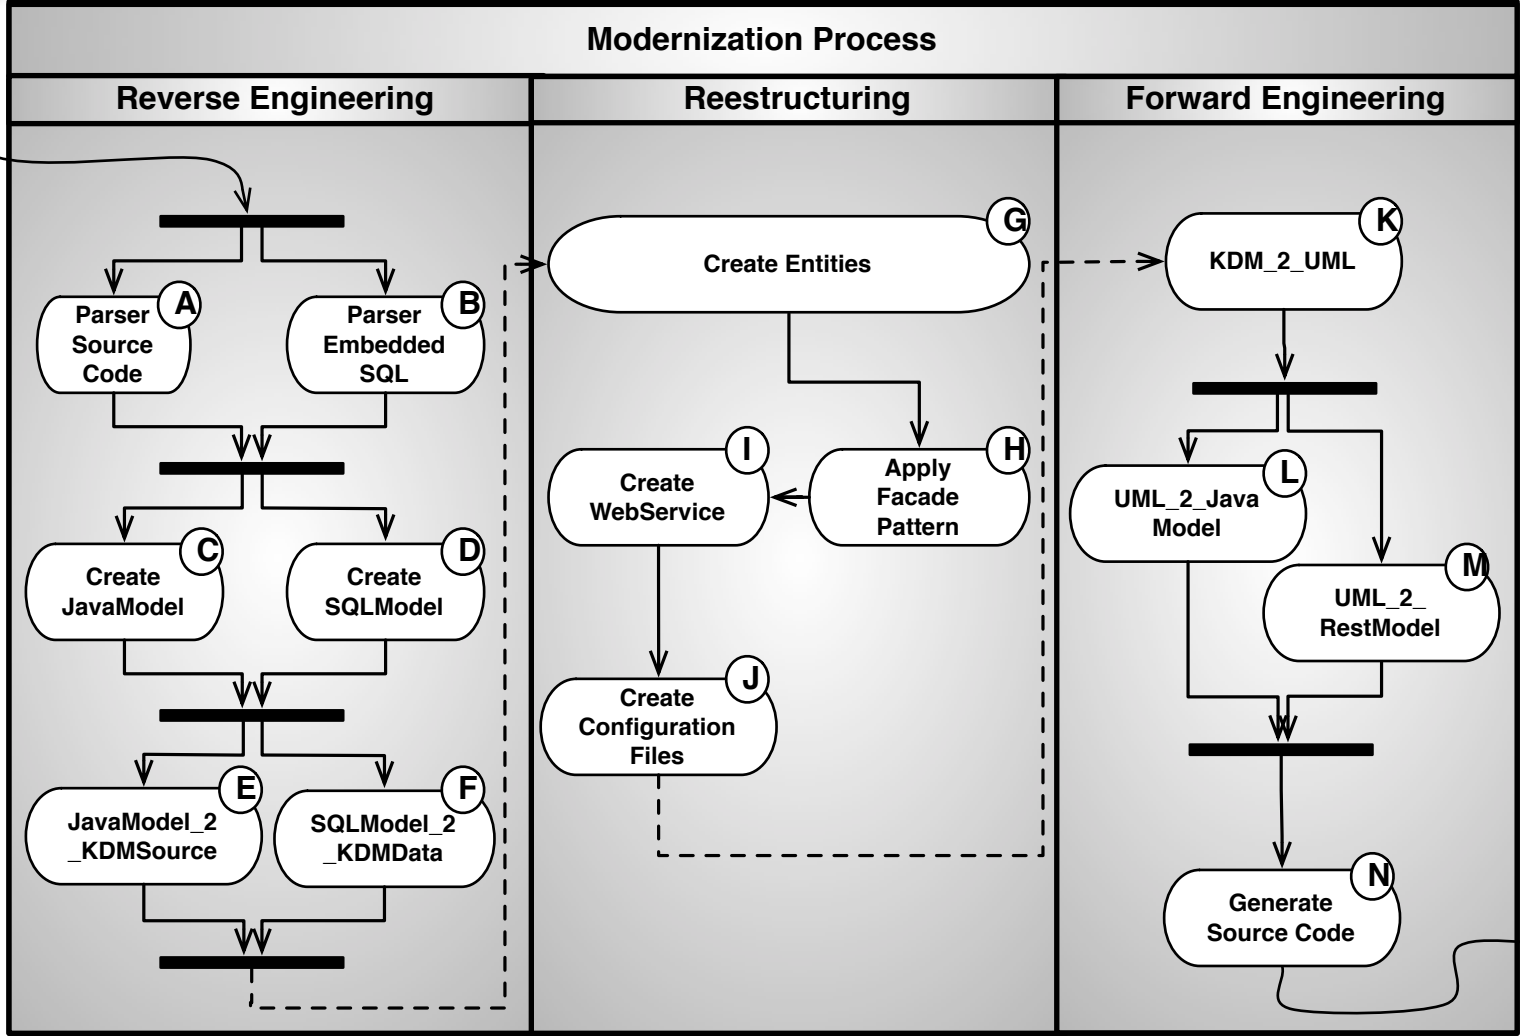 Modernization Process
Reverse Engineering
Reestructuring
Forward Engineering
A
Parser
Source
Code
B
Parser
Embedded
SQL
C
Create
JavaModel
D
Create
SQLModel
E
JavaModel_2
_KDMSource
F
SQLModel_2
_KDMData
G
Create Entities
H
Apply
Facade
Pattern
I
Create
WebService
J
Create
Configuration
Files
K
KDM_2_UML
L
UML_2_Java
Model
M
UML_2_
RestModel
N
Generate
Source Code